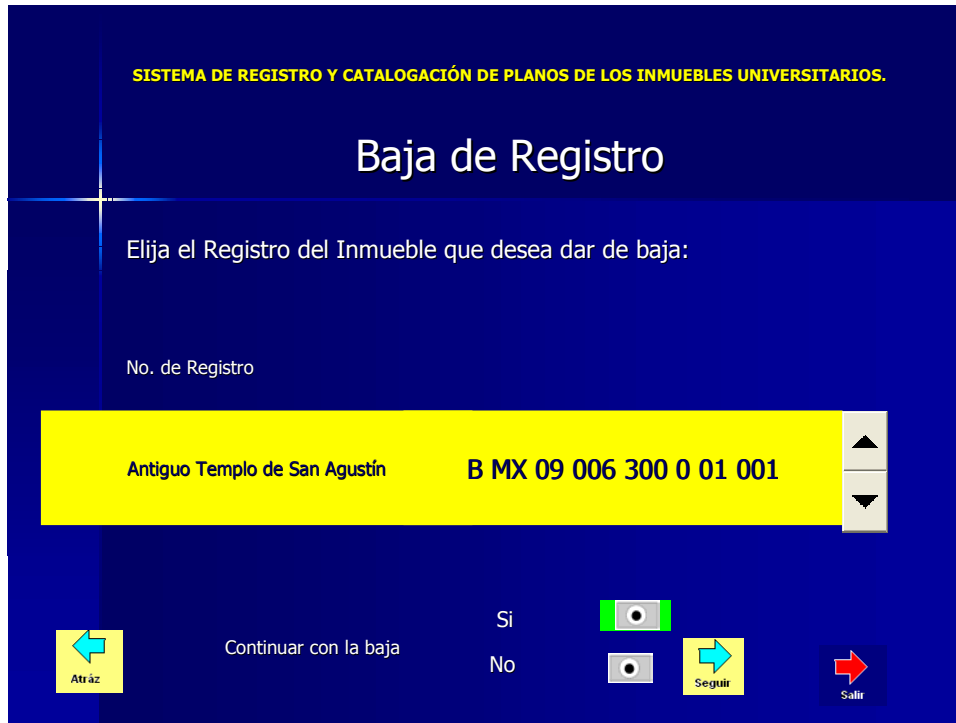 SISTEMA DE REGISTRO Y CATALOGACIÓN DE PLANOS DE LOS INMUEBLES UNIVERSITARIOS.
Baja de Registro
Elija el Registro del Inmueble que desea dar de baja:
No. de Registro
Antiguo Templo de San Agustín B MX 09 006 300 0 01 001
Si
Continuar con la baja
No
Atráz
Seguir
Salir